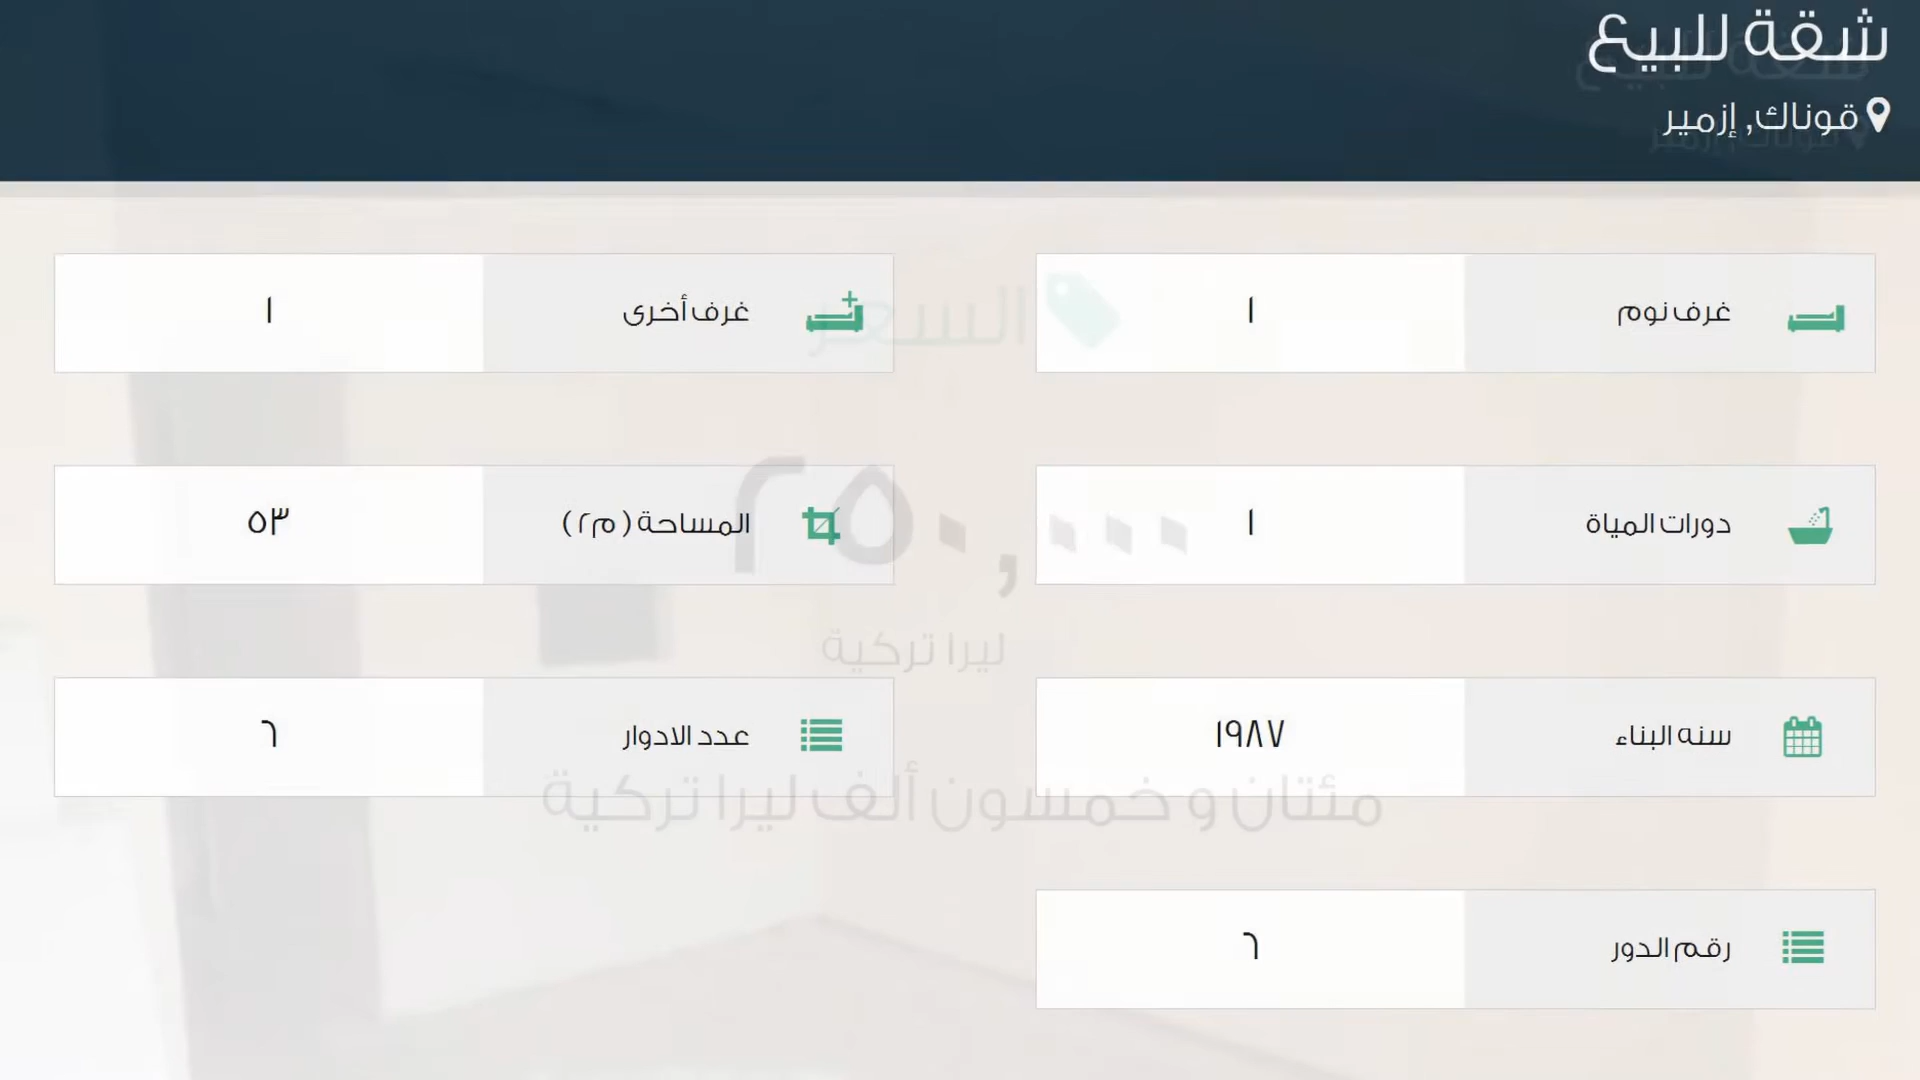 شقة للبيع
قوناك, إزمير
غرف نوم ١
غرف أخرى ١
السعر
دورات المياة ١
المساحة (م٢) ٥٣
٢٥٠,٠٠٠
ليرا تركية
سنه البناء ١٩٨٧
عدد الادوار ٦
مئتان و خمسون ألف ليرا تركية
رقم الدور ٦